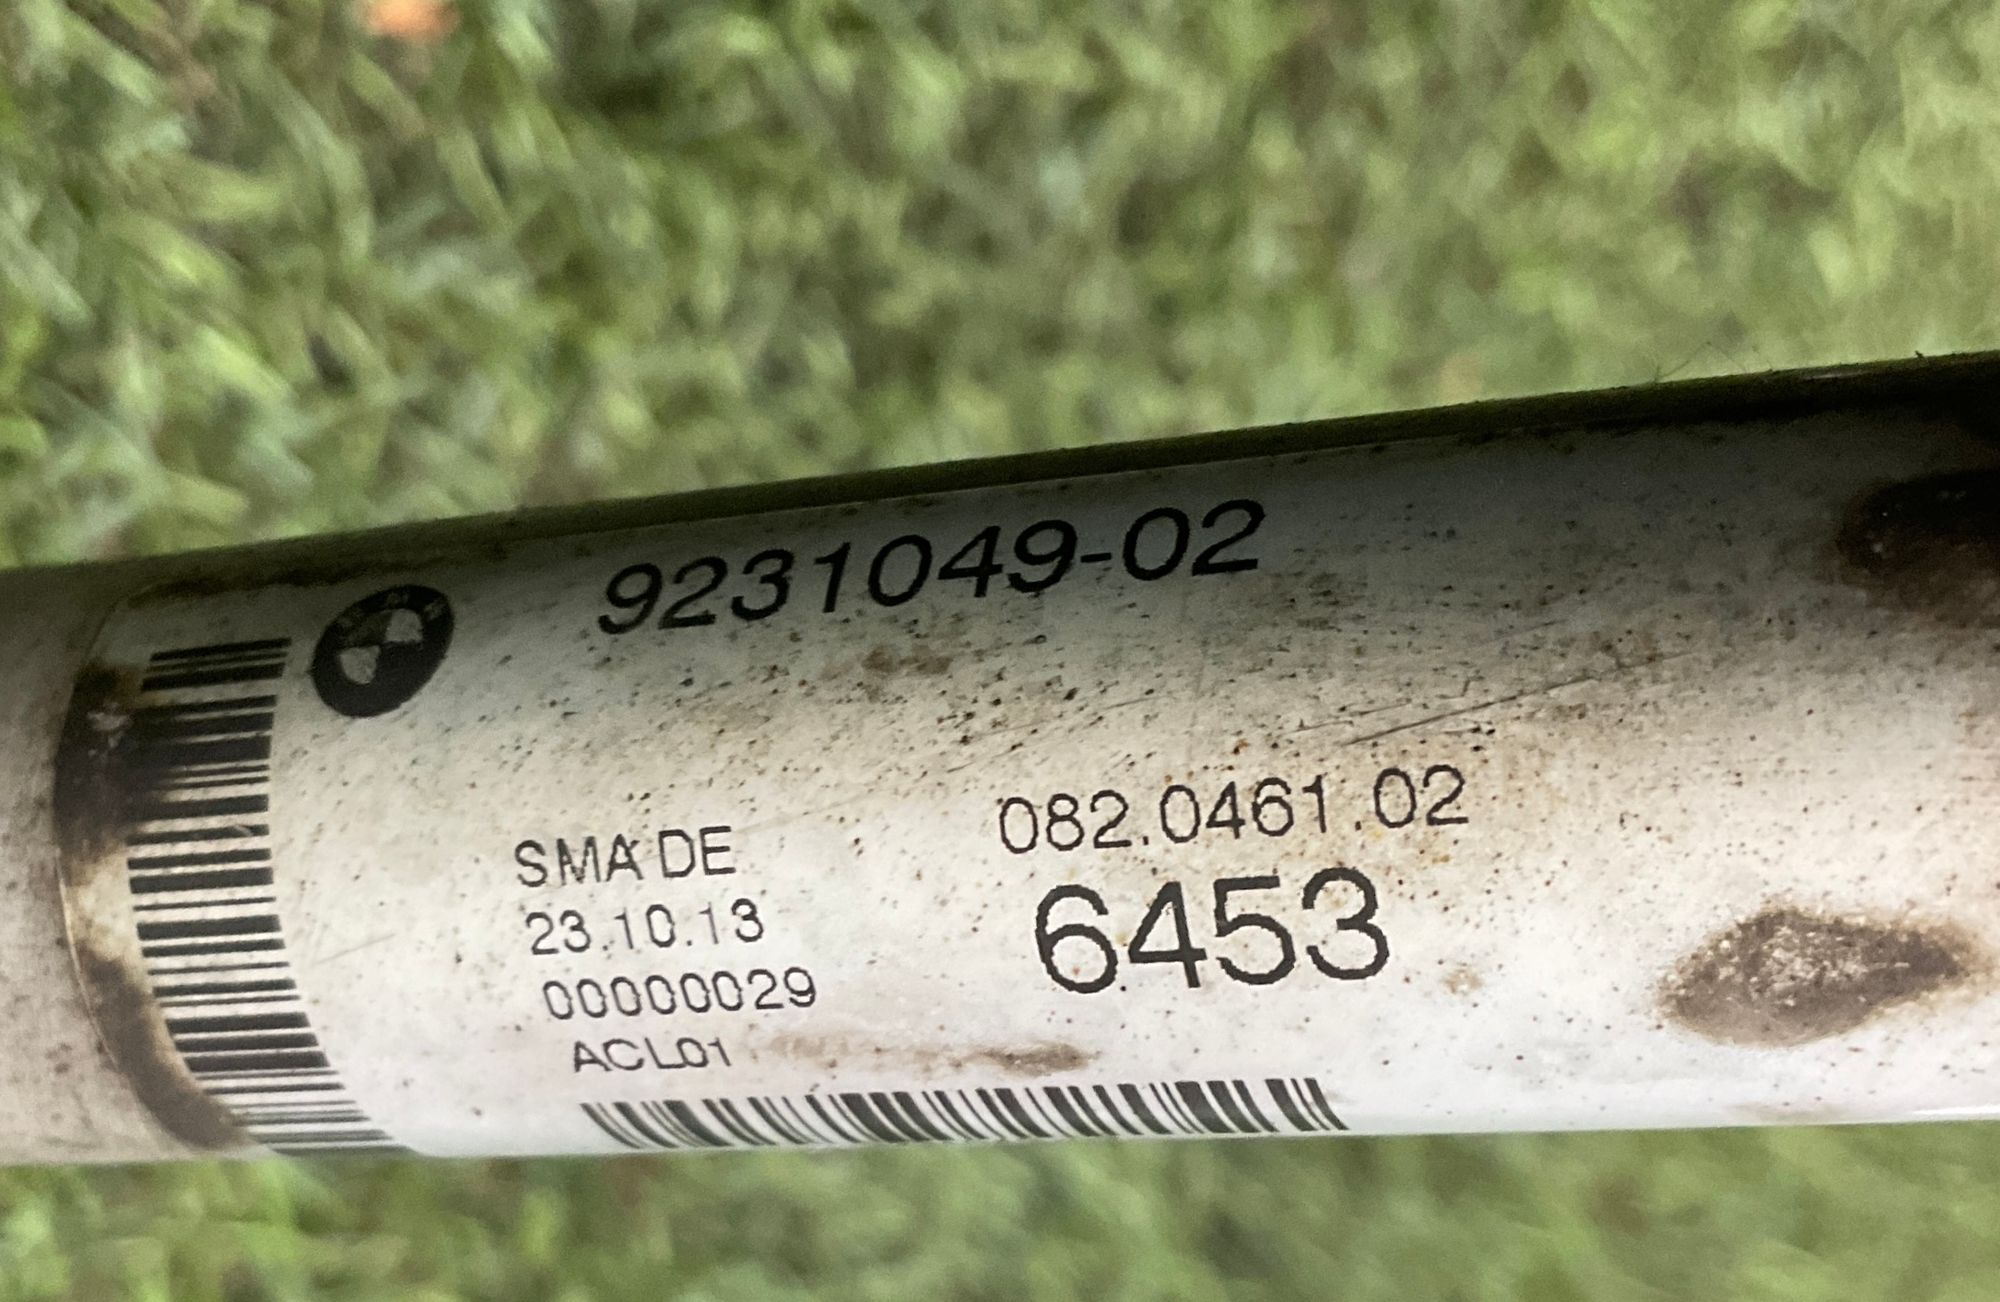 9231049-02
082.0461.02
6453
SMA DE
23.10.13
00000029
ACL01